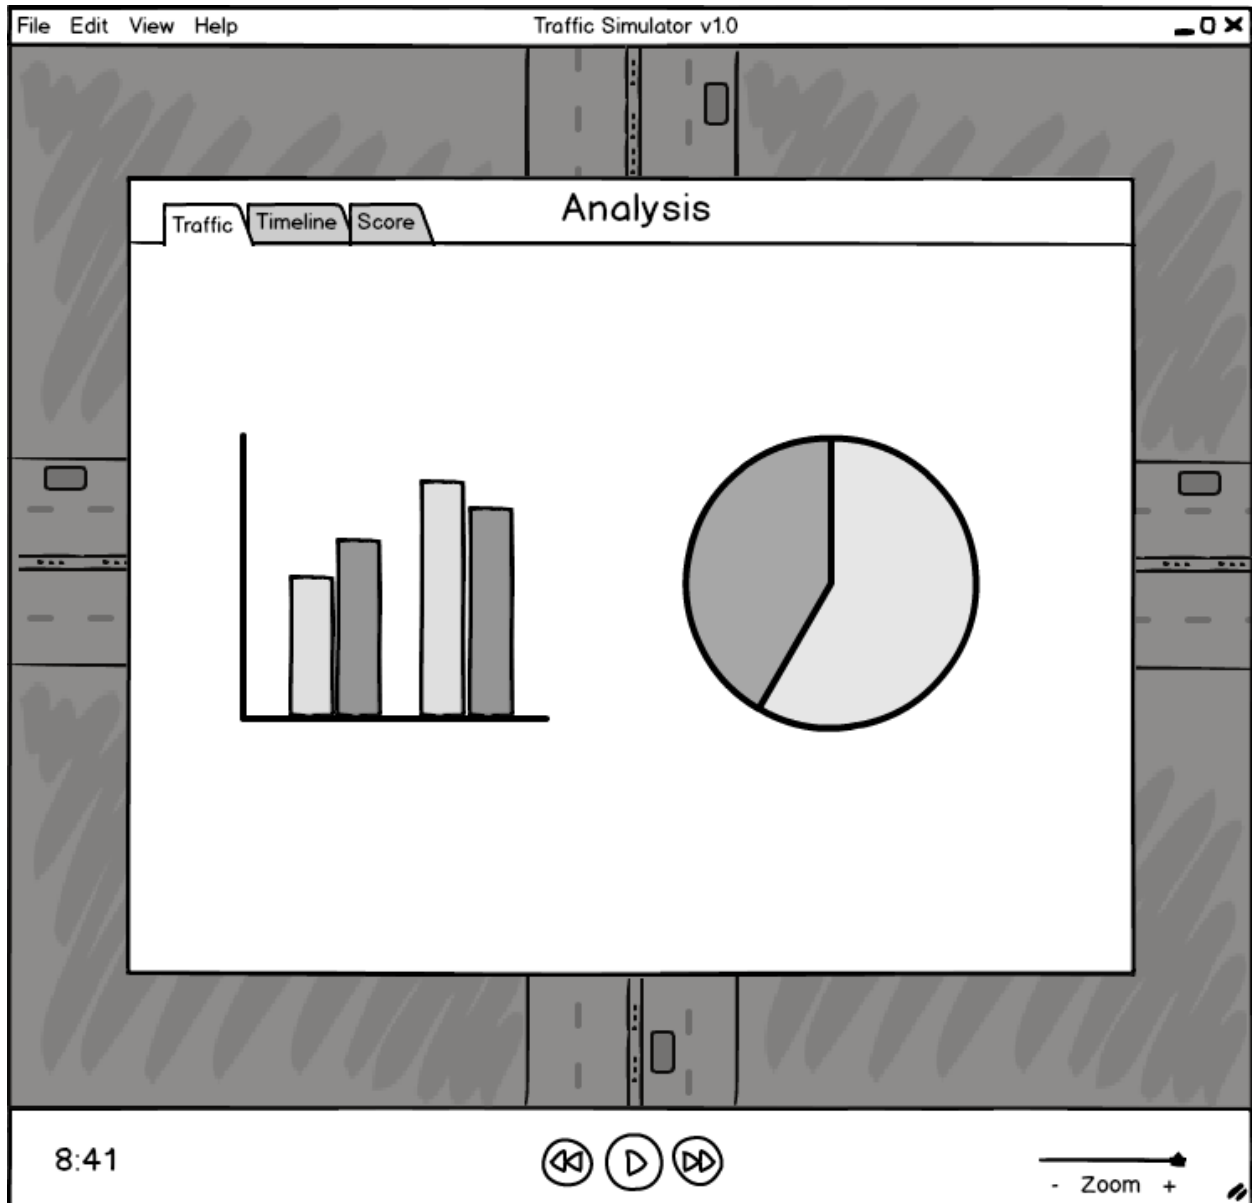 File Edit View Help Traffic Simulator v1.0
Analysis
Traffic Timeline Score
8:41
- Zoom +